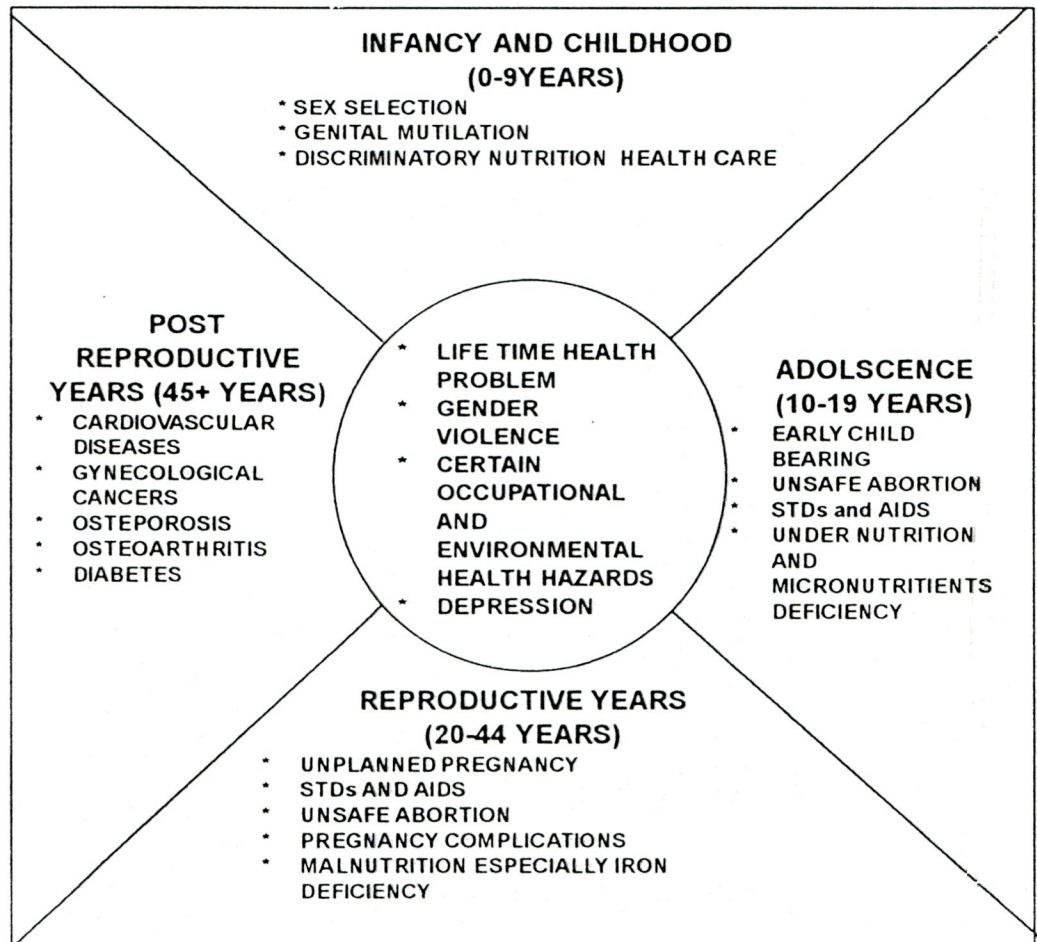 INFANCY AND CHILDHOOD
(0-9YEARS)
* SEX SELECTION
* GENITAL MUTILATION
* DISCRIMINATORY NUTRITION HEALTH CARE
POST
REPRODUCTIVE
YEARS (45+ YEARS)
* CARDIOVASCULAR
DISEASES
* GYNECOLOGICAL
CANCERS
* OSTEPOROSIS
* OSTEOARTHRITIS
* DIABETES
* LIFE TIME HEALTH
PROBLEM
* GENDER
VIOLENCE
* CERTAIN
OCCUPATIONAL
AND
ENVIRONMENTAL
HEALTH HAZARDS
* DEPRESSION
ADOLSCENCE
(10-19 YEARS)
* EARLY CHILD
BEARING
* UNSAFE ABORTION
* STDs and AIDS
* UNDER NUTRITION
AND
MICRONUTRITIENTS
DEFICIENCY
REPRODUCTIVE YEARS
(20-44 YEARS)
* UNPLANNED PREGNANCY
* STDs AND AIDS
* UNSAFE ABORTION
* PREGNANCY COMPLICATIONS
* MALNUTRITION ESPECIALLY IRON
DEFICIENCY